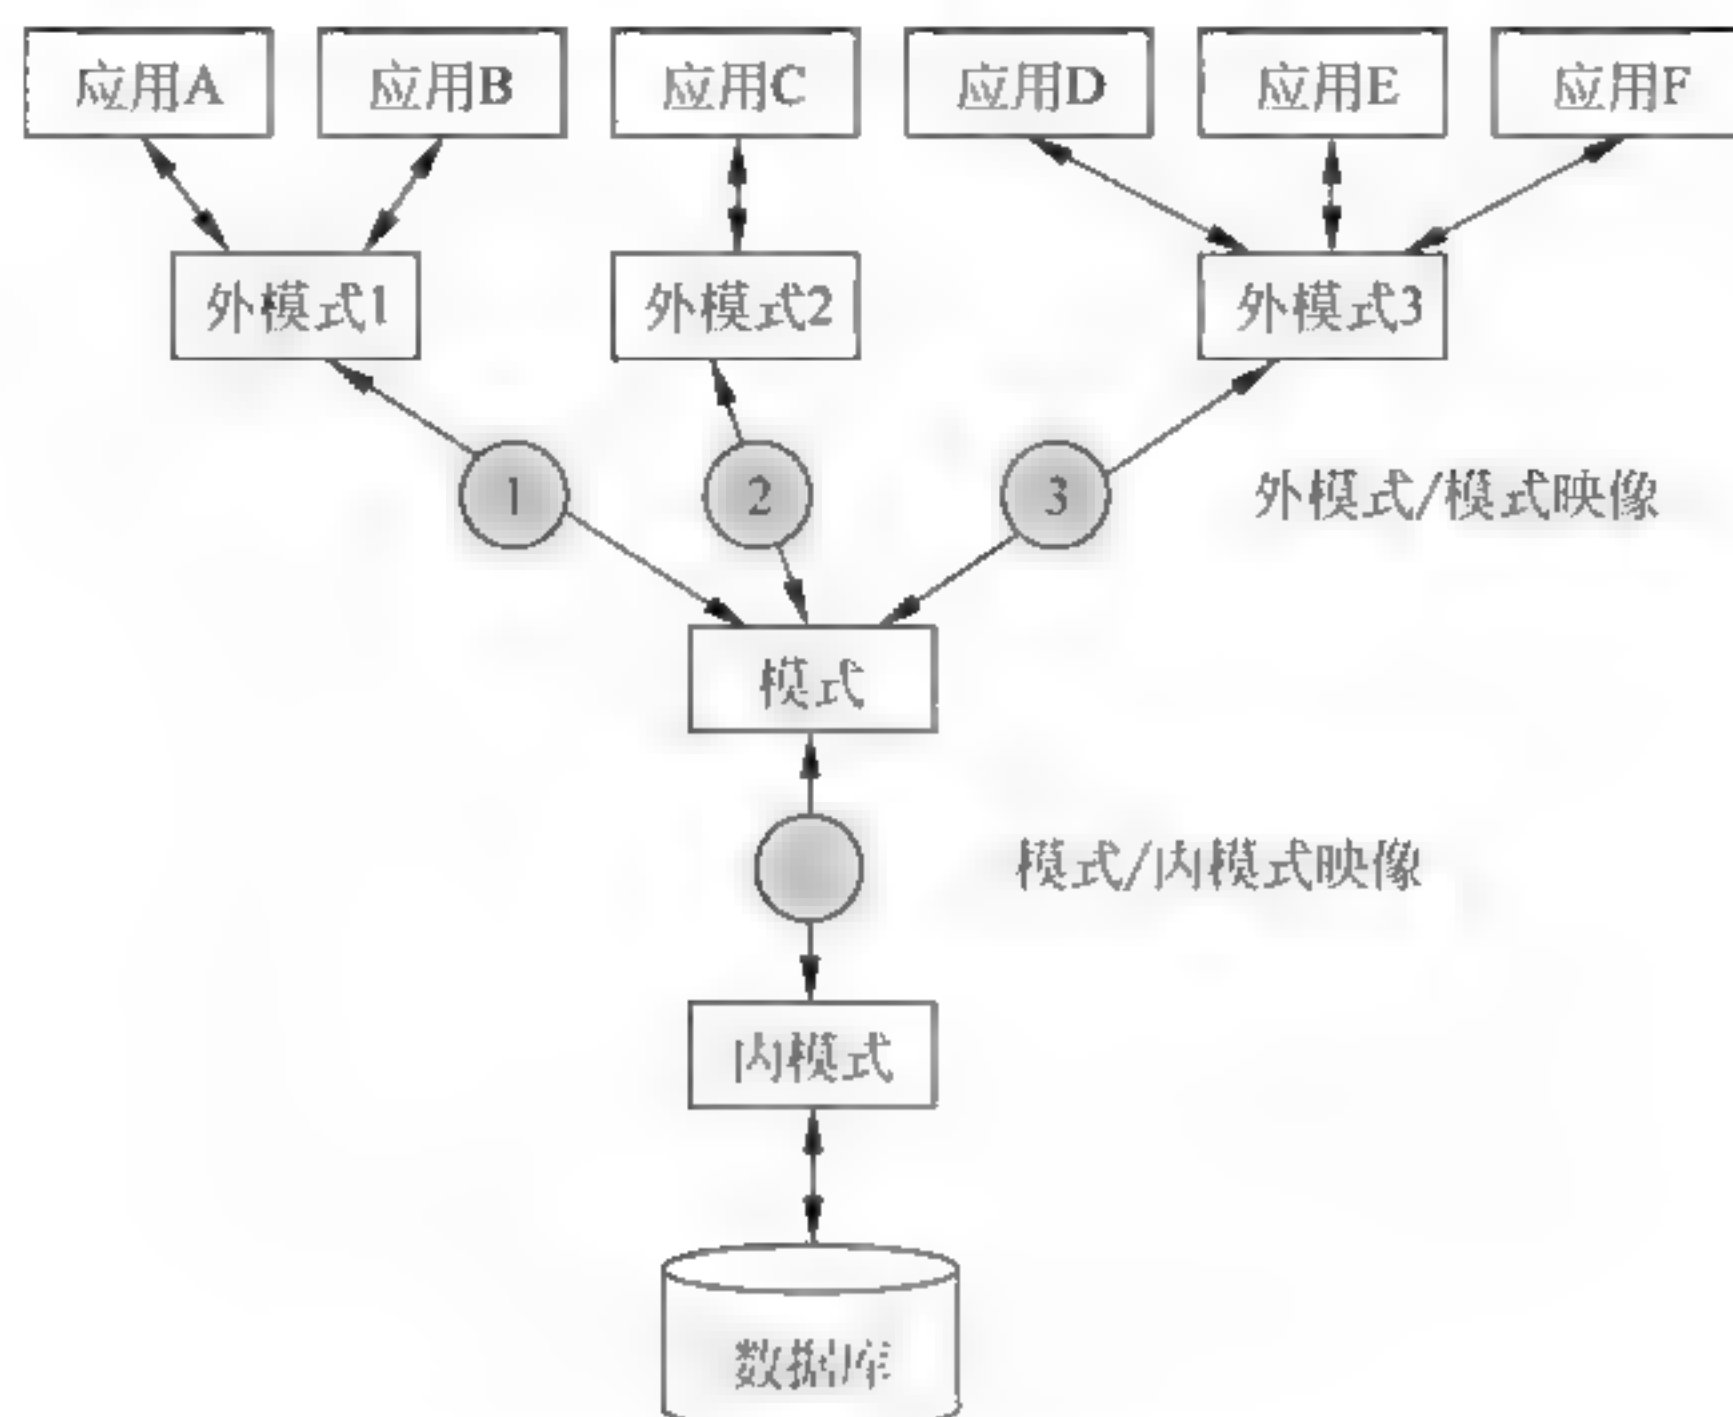 应用A 应用B 应用C 应用D 应用E 应用F
外模式1 外模式2 外模式3
1 2 3 外模式/模式映像
模式
模式/内模式映像
内模式
数据库